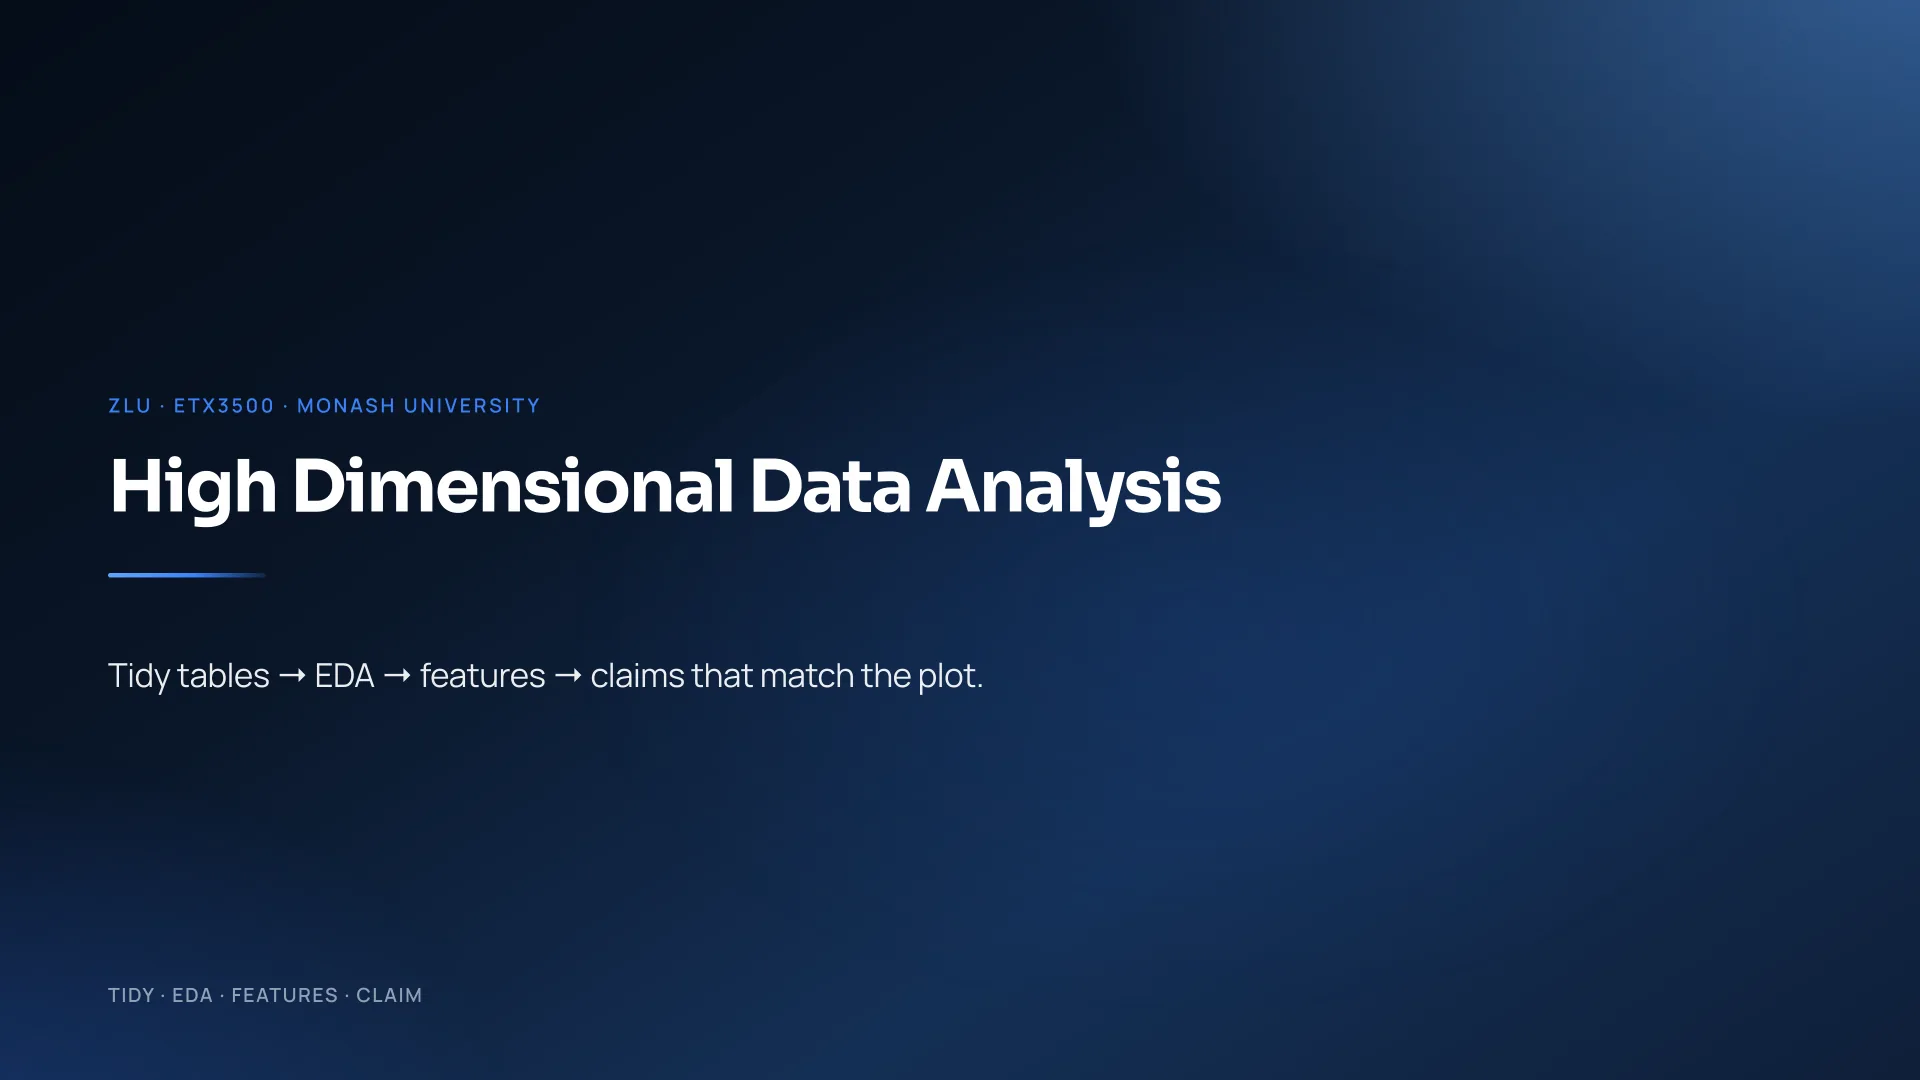 ZLU · ETX3500 · MONASH UNIVERSITY
High Dimensional Data Analysis
Tidy tables → EDA → features → claims that match the plot.
TIDY · EDA · FEATURES · CLAIM